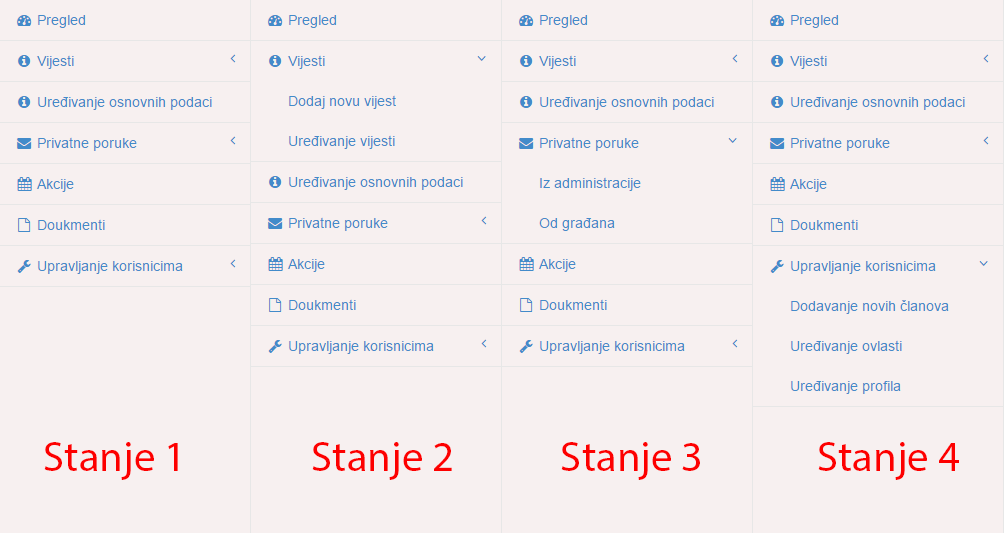 Pregled
Vijesti
Uređivanje osnovnih podaci
Privatne poruke
Akcije
Doukmenti
Upravljanje korisnicima
Stanje 1
Pregled
Vijesti
Dodaj novu vijest
Uređivanje vijesti
Uređivanje osnovnih podaci
Privatne poruke
Akcije
Doukmenti
Upravljanje korisnicima
Stanje 2
Pregled
Vijesti
Uređivanje osnovnih podaci
Privatne poruke
Iz administracije
Od građana
Akcije
Doukmenti
Upravljanje korisnicima
Stanje 3
Pregled
Vijesti
Uređivanje osnovnih podaci
Privatne poruke
Akcije
Doukmenti
Upravljanje korisnicima
Dodavanje novih članova
Uređivanje ovlasti
Uređivanje profila
Stanje 4